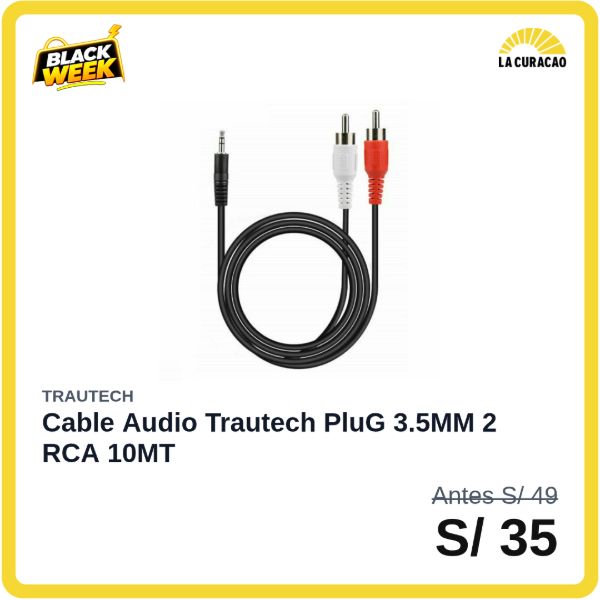 BLACK
WEEK
LA CURACAO
TRAUTECH
Cable Audio Trautech PluG 3.5MM 2
RCA 10MT
Antes S/ 49
S/ 35